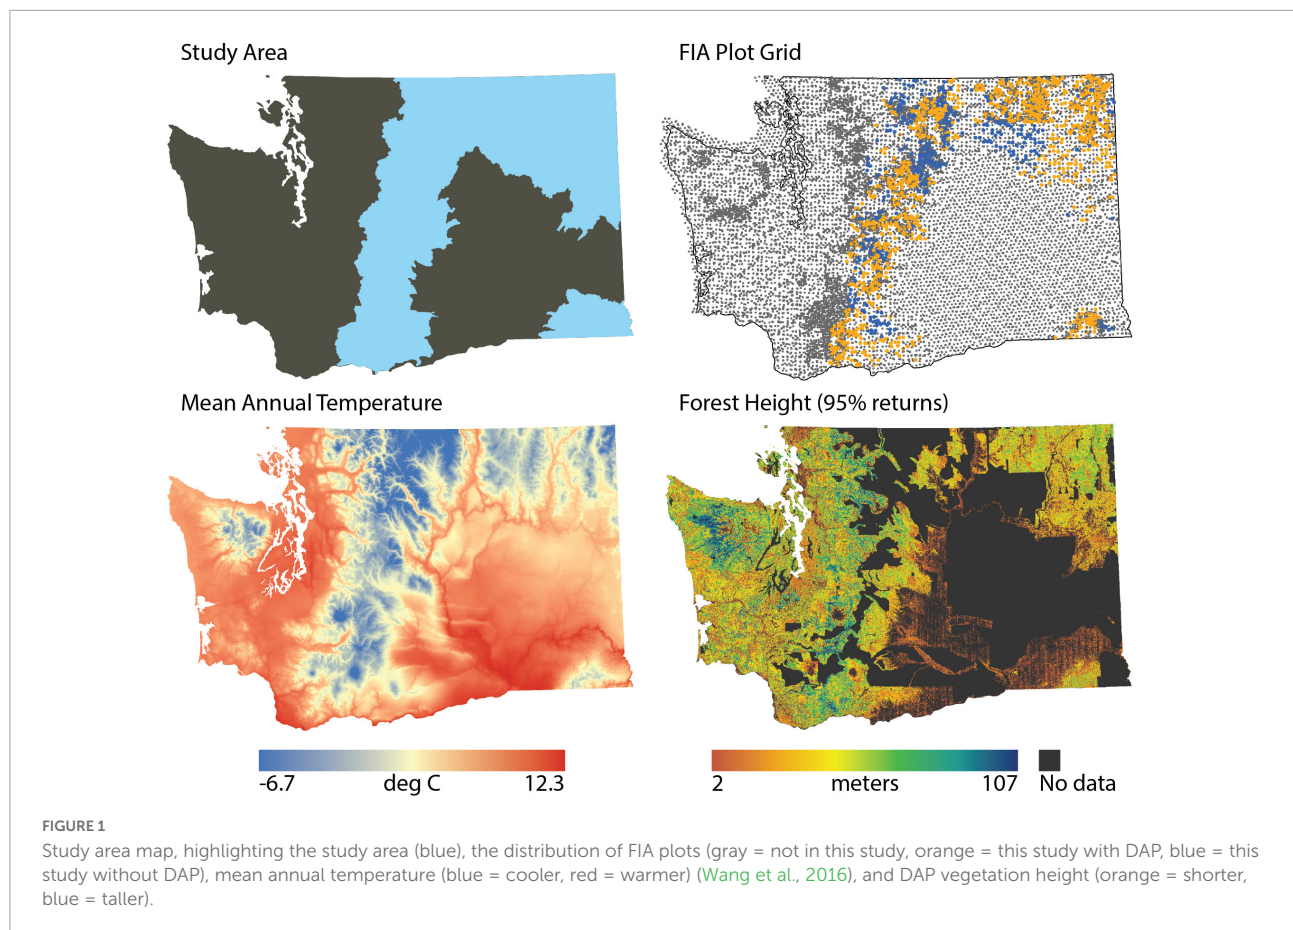 Study Area
FIA Plot Grid
Mean Annual Temperature
Forest Height (95% returns)
-6.7 deg C 12.3
2 meters 107 No data
FIGURE 1
Study area map, highlighting the study area (blue), the distribution of FIA plots (gray = not in this study, orange = this study with DAP, blue = this
study without DAP), mean annual temperature (blue = cooler, red = warmer) (Wang et al., 2016), and DAP vegetation height (orange = shorter,
blue = taller).